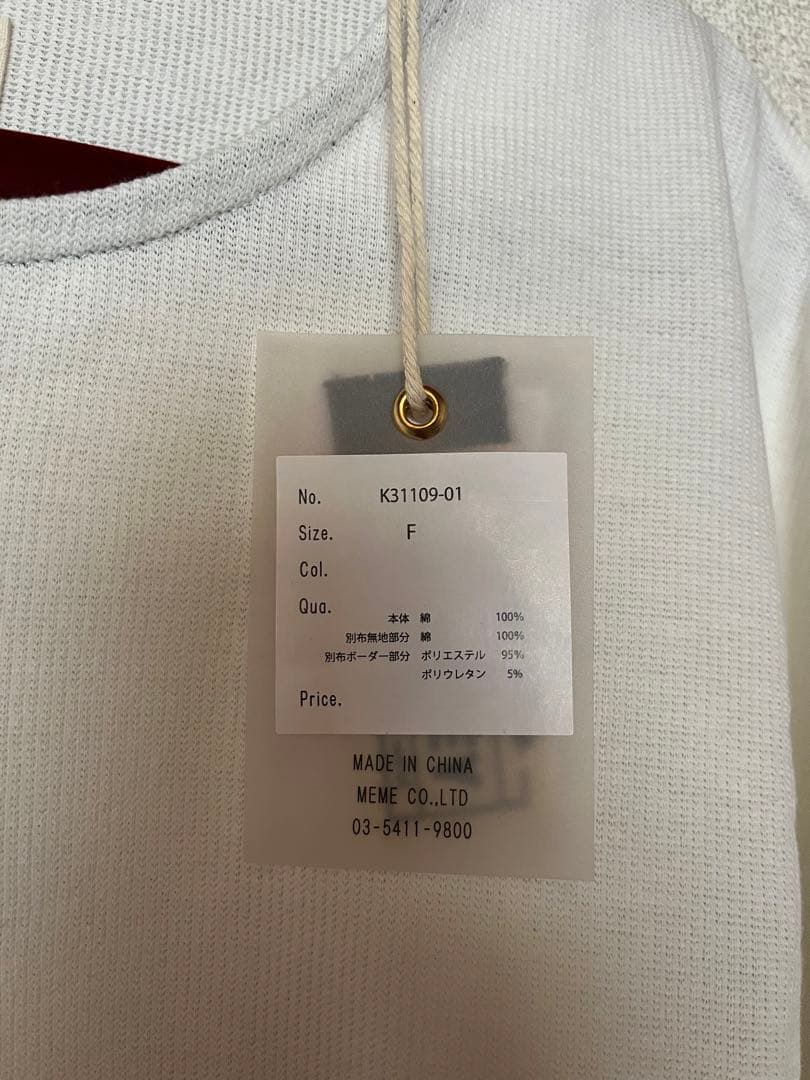 No. K31109-01
Size. F
Col.
Qua.
本体 綿 100%
別布無地部分 綿 100%
別布ボーダー部分 ポリエステル 95%
ポリウレタン 5%
Price.
MADE IN CHINA
MEME CO.,LTD
03-5411-9800